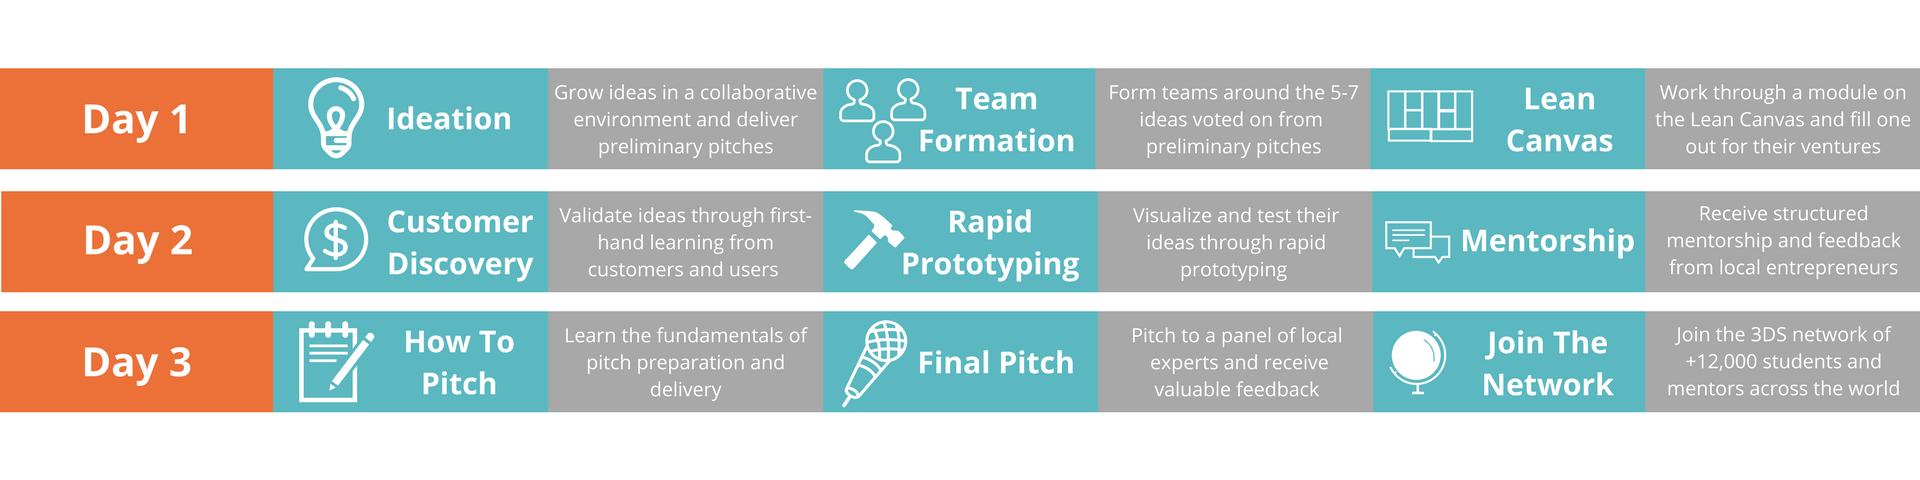 Day 1
Ideation
Grow ideas in a collaborative
environment and deliver
preliminary pitches
Team
Formation
Form teams around the 5-7
ideas voted on from
preliminary pitches
Lean
Canvas
Work through a module on
the Lean Canvas and fill one
out for their ventures
Day 2
$
Customer
Discovery
Validate ideas through first-
hand learning from
customers and users
Rapid
Prototyping
Visualize and test their
ideas through rapid
prototyping
Mentorship
Receive structured
mentorship and feedback
from local entrepreneurs
Day 3
How To
Pitch
Learn the fundamentals of
pitch preparation and
delivery
Final Pitch
Pitch to a panel of local
experts and receive
valuable feedback
Join The
Network
Join the 3DS network of
+12,000 students and
mentors across the world